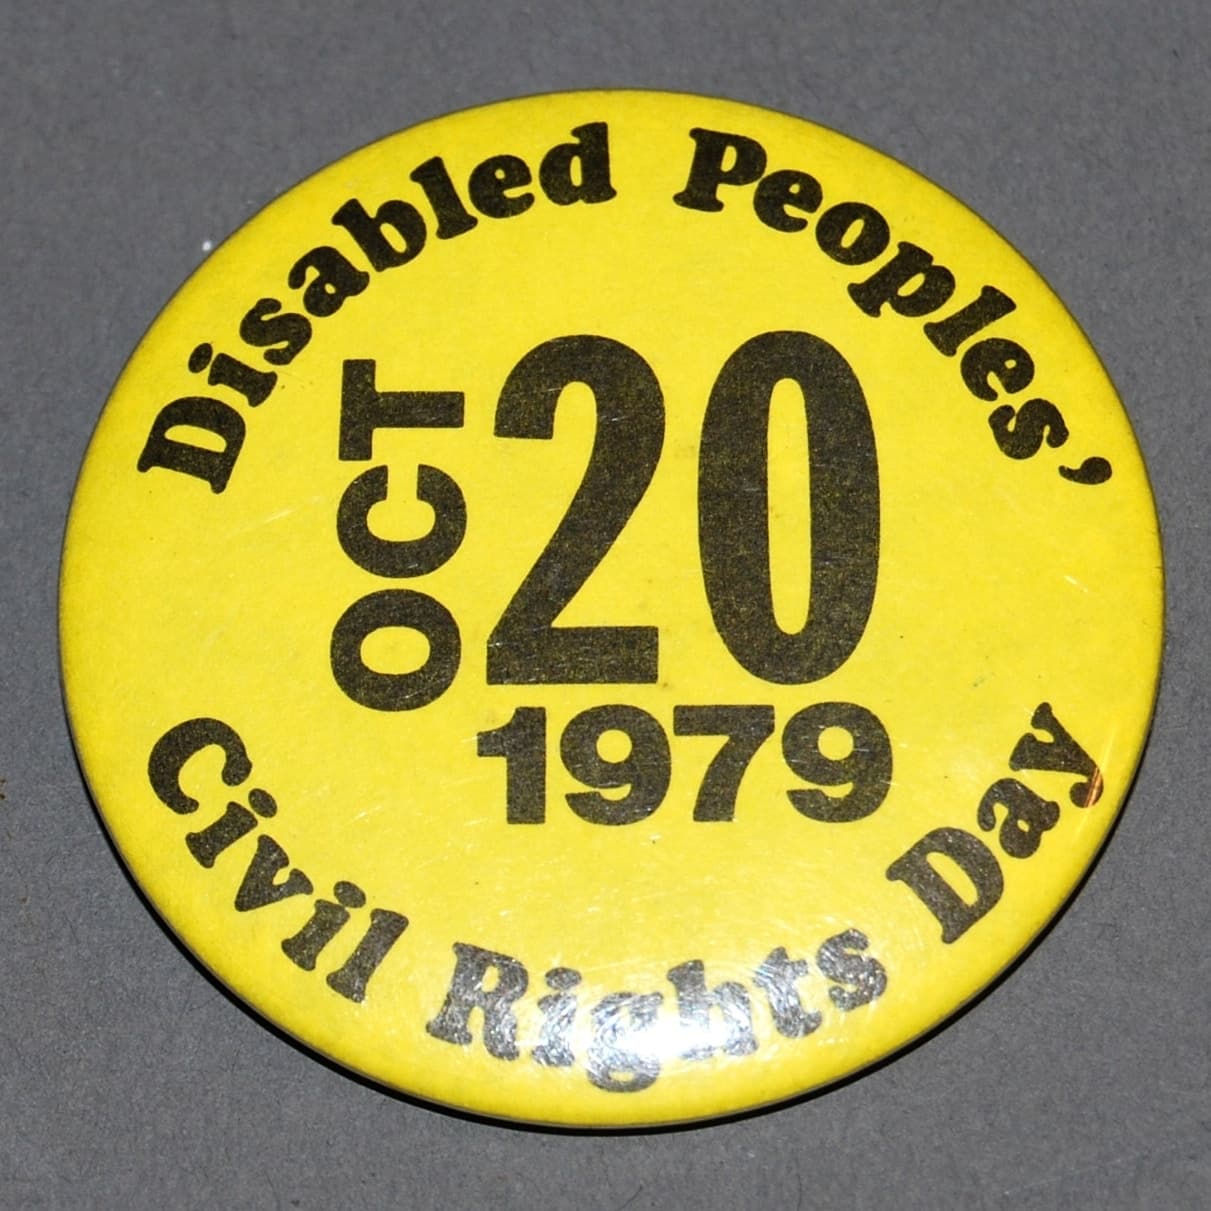 Disabled Peoples'
OCT
20
1979
Civil Rights Day